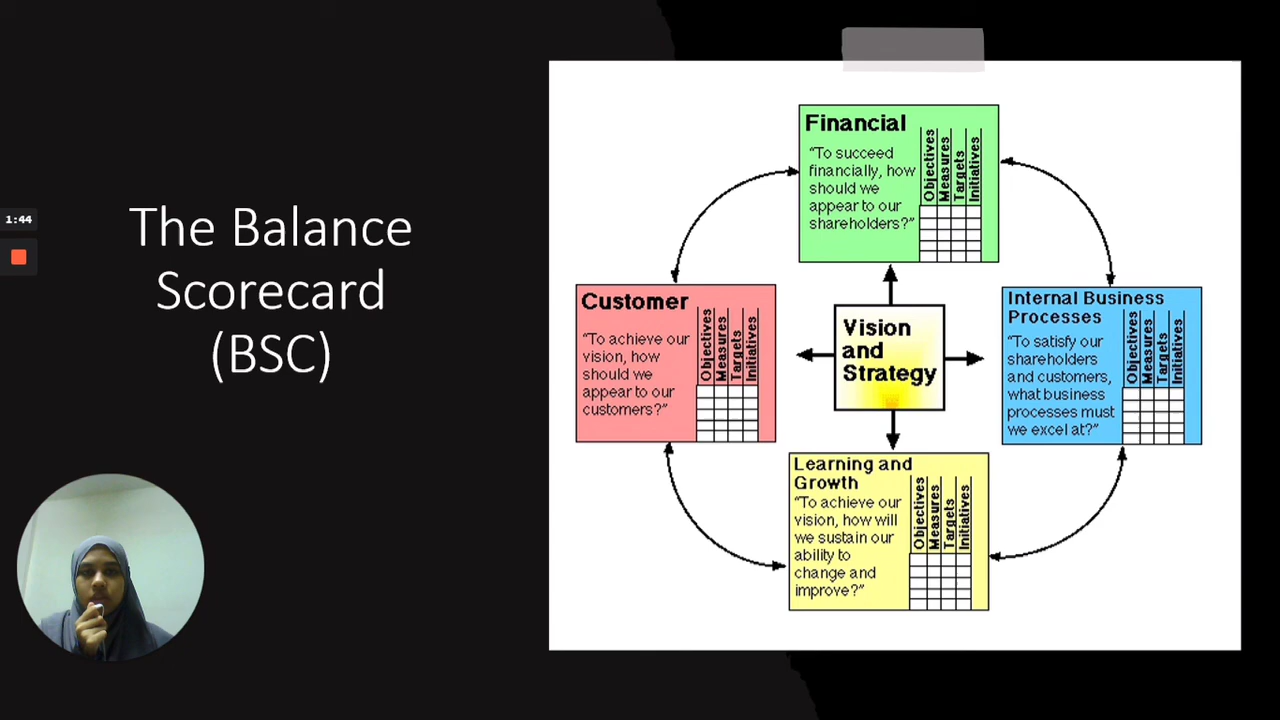 1:44
The Balance
Scorecard
(BSC)
Financial
"To succeed
financially, how
should we
appear to our
shareholders?"
Objectives
Measures
Targets
Initiatives
Customer
"To achieve our
vision, how
should we
appear to our
customers?"
Objectives
Measures
Targets
Initiatives
Vision
and
Strategy
Internal Business
Processes
"To satisfy our
shareholders
and customers,
what business
processes must
we excel at?"
Objectives
Measures
Targets
Initiatives
Learning and
Growth
"To achieve our
vision, how will
we sustain our
ability to
change and
improve?"
Objectives
Measures
Targets
Initiatives